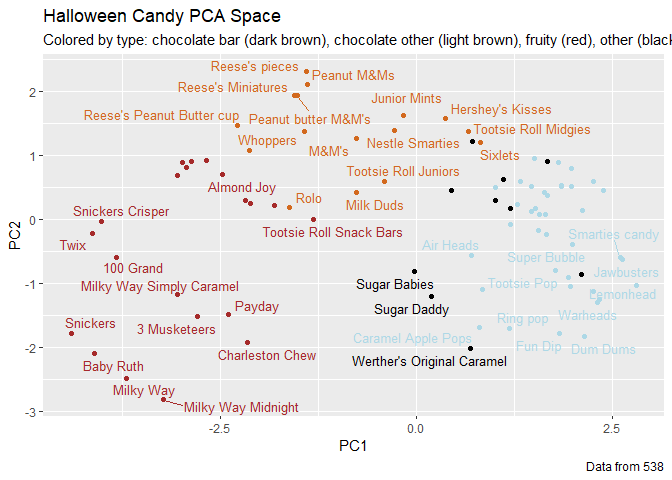 Halloween Candy PCA Space
Colored by type: chocolate bar (dark brown), chocolate other (light brown), fruity (red), other (blac
Reese's pieces
Peanut M&Ms
Reese's Miniatures
Junior Mints
Hershey's Kisses
Reese's Peanut Butter cup
Peanut butter M&M's
Tootsie Roll Midgies
Whoppers
Nestle Smarties
M&M's
Sixlets
Tootsie Roll Juniors
Almond Joy
Rolo
Milk Duds
Snickers Crisper
Tootsie Roll Snack Bars
Smarties candy
Twix
Air Heads
Super Bubble
100 Grand
Jawbusters
Milky Way Simply Caramel
Sugar Babies
Tootsie Pop
Lemonhead
Payday
Sugar Daddy
Snickers
3 Musketeers
Ring pop
Warheads
Caramel Apple Pops
Fun Dip
Dum Dums
Charleston Chew
Werther's Original Caramel
Baby Ruth
Milky Way
Milky Way Midnight
2
1
0
-1
-2
-3
PC2
-2.5
0.0
2.5
PC1
Data from 538